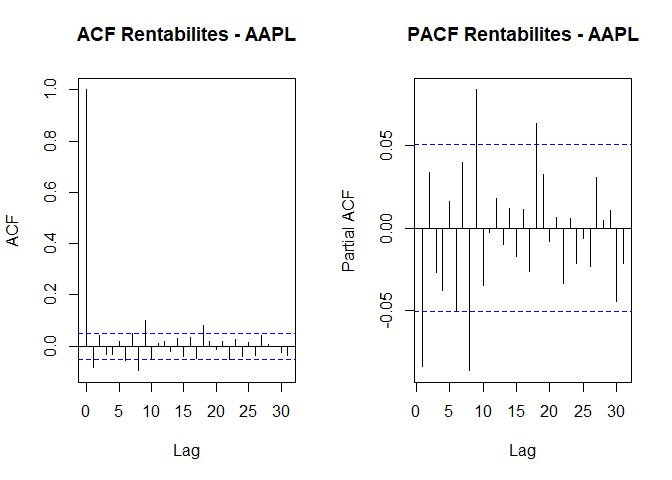 ACF Rentabilites - AAPL
ACF
1.0
0.8
0.6
0.4
0.2
0.0
0 5 10 15 20 25 30
Lag
PACF Rentabilites - AAPL
Partial ACF
0.05
0.00
-0.05
0 5 10 15 20 25 30
Lag